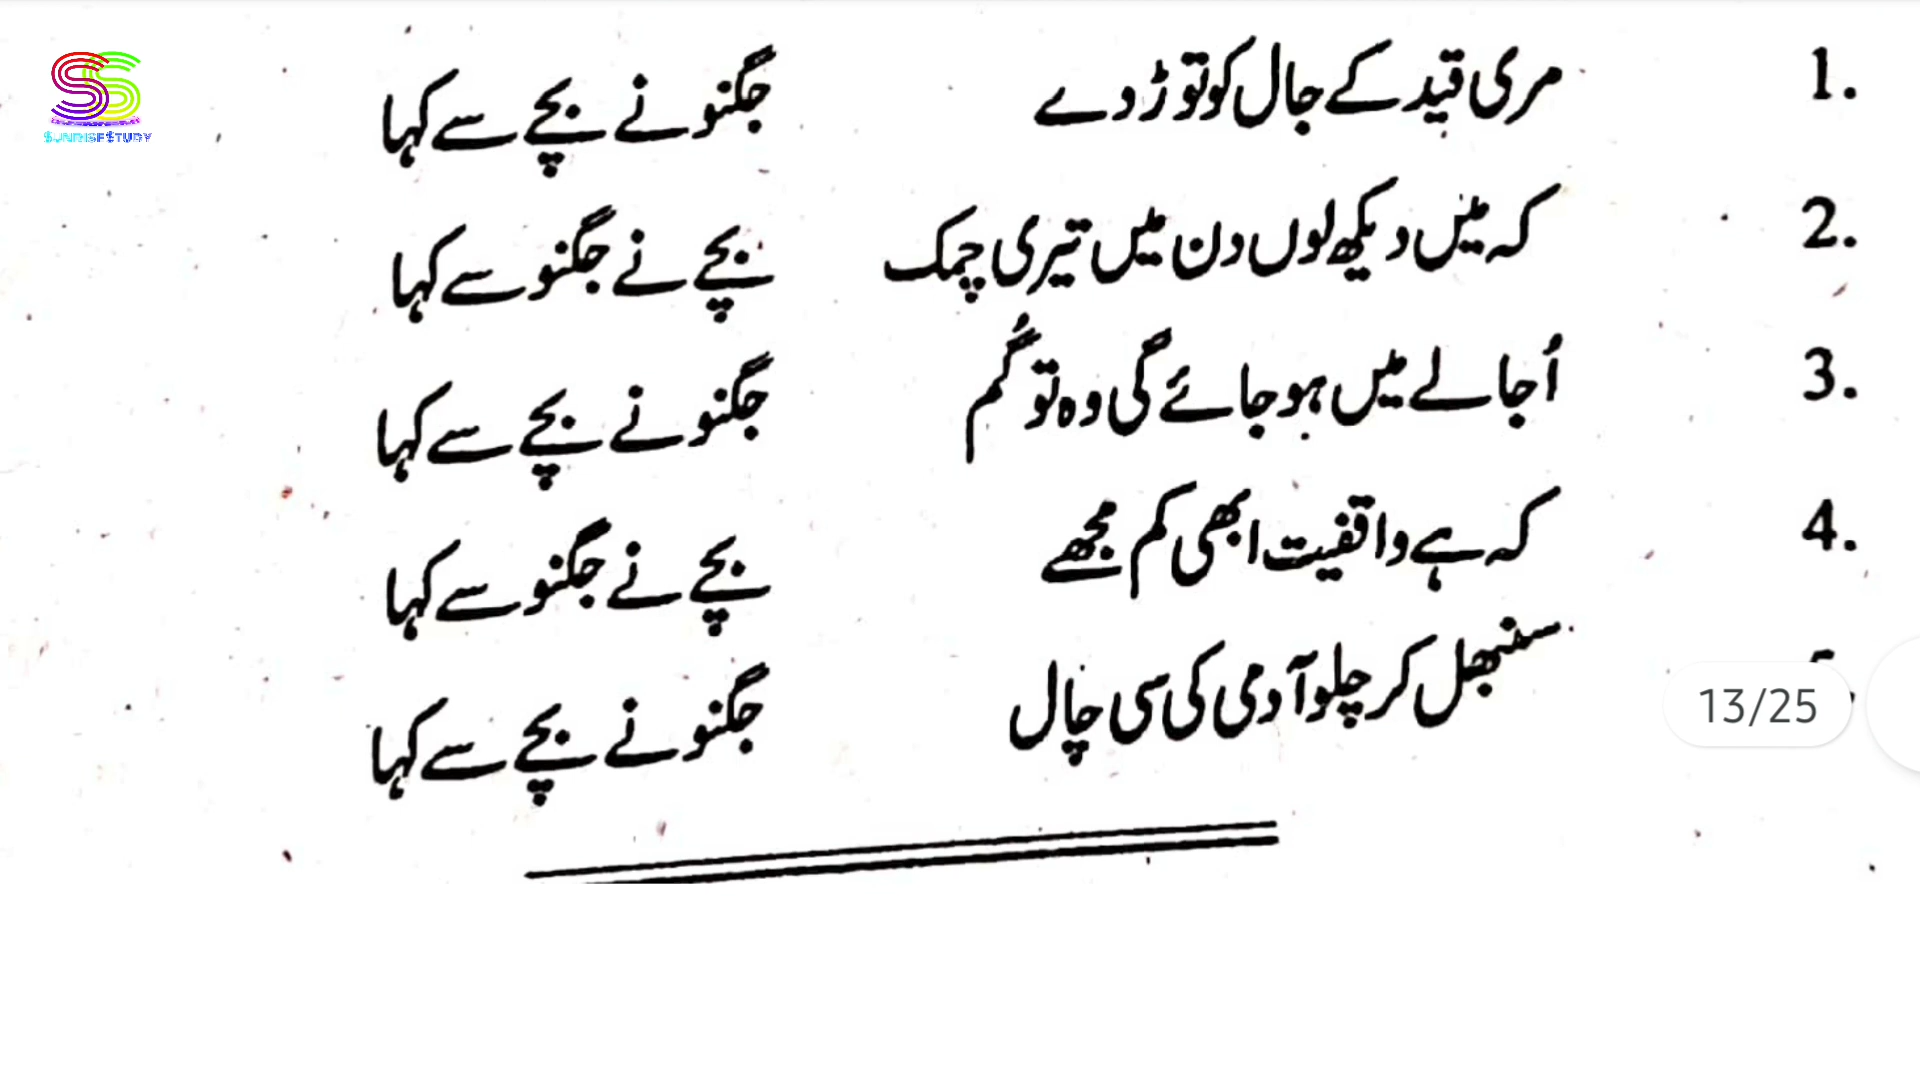 SS
SUNRISESTUDY
1. مری قید کے جال کو توڑ دے جگنو نے بچے سے کہا
2. کہ میں دیکھ لوں دن میں تیری چمک بچے نے جگنو سے کہا
3. اُجالے میں ہو جائے گی وہ تو گُم جگنو نے بچے سے کہا
4. کہ ہے واقفیت ابھی کم مجھے بچے نے جگنو سے کہا
سنبھل کر چلو آدمی کی سی چال جگنو نے بچے سے کہا
13/25